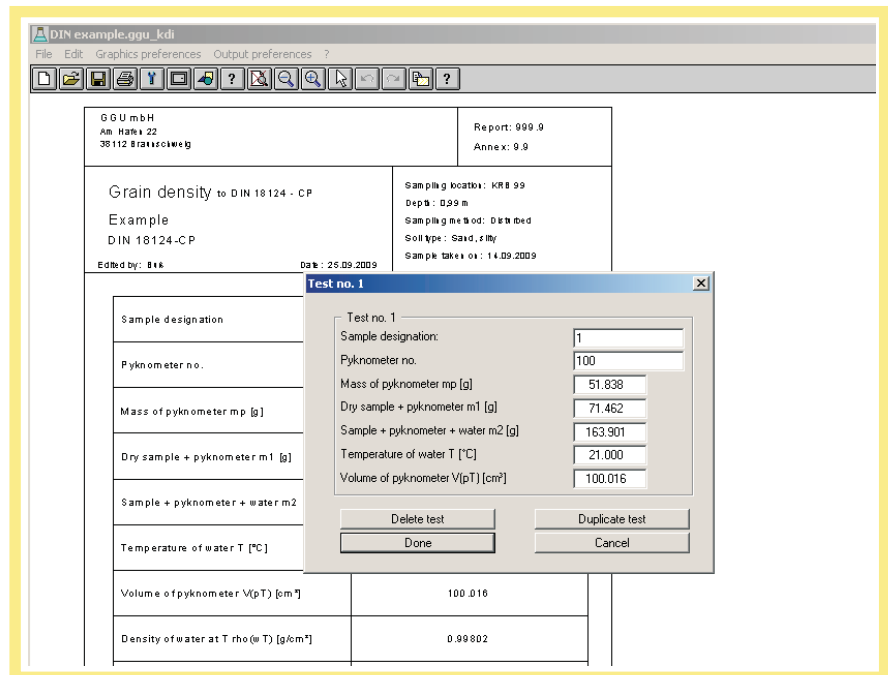 DIN example.ggu_kdi
File Edit Graphics preferences Output preferences ?
? ?
GGU mbH
Am Hafen 22
38112 Braunschweig
Report: 999.9
Annex: 9.9
Grain density to DIN 18124 - CP
Example
DIN 18124-CP
Edited by: Buß Date: 25.09.2009
Sampling location: KRB 99
Depth: 0,99 m
Sampling method: Disturbed
Soil type: Sand, silty
Sample taken on: 14.09.2009
Sample designation
Pyknometer no.
Mass of pyknometer mp [g]
Dry sample + pyknometer m1 [g]
Sample + pyknometer + water m2
Temperature of water T [°C]
Volume of pyknometer V(pT) [cm³] 100.016
Density of water at T rho(wT) [g/cm³] 0.99802
Test no. 1
Test no. 1
Sample designation: 1
Pyknometer no. 100
Mass of pyknometer mp [g] 51.838
Dry sample + pyknometer m1 [g] 71.462
Sample + pyknometer + water m2 [g] 163.901
Temperature of water T [°C] 21.000
Volume of pyknometer V(pT) [cm³] 100.016
Delete test Duplicate test
Done Cancel